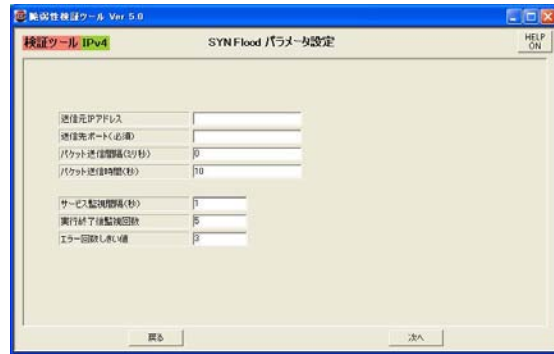 脆弱性検証ツール Ver 5.0
検証ツール IPv4
SYN Flood パラメータ設定
HELP
ON
送信元IPアドレス
送信先ポート(必須)
パケット送信間隔(ミリ秒)
0
パケット送信時間(秒)
10
サービス監視間隔(秒)
1
実行終了後監視回数
5
エラー回数しきい値
3
戻る
次へ